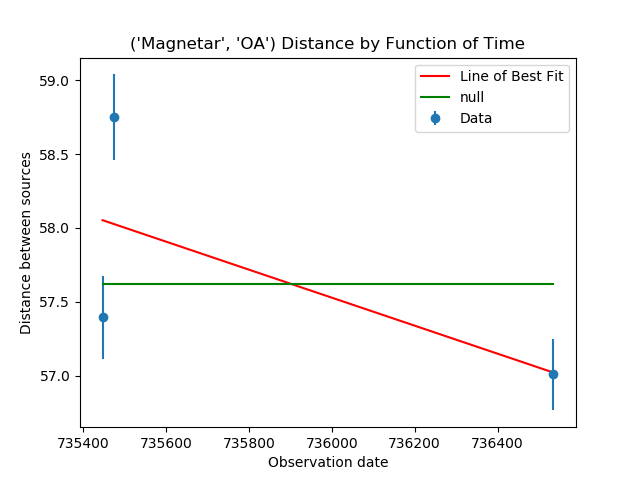 ('Magnetar', 'OA') Distance by Function of Time
Line of Best Fit
null
Data
Distance between sources
59.0
58.5
58.0
57.5
57.0
735400 735600 735800 736000 736200 736400
Observation date